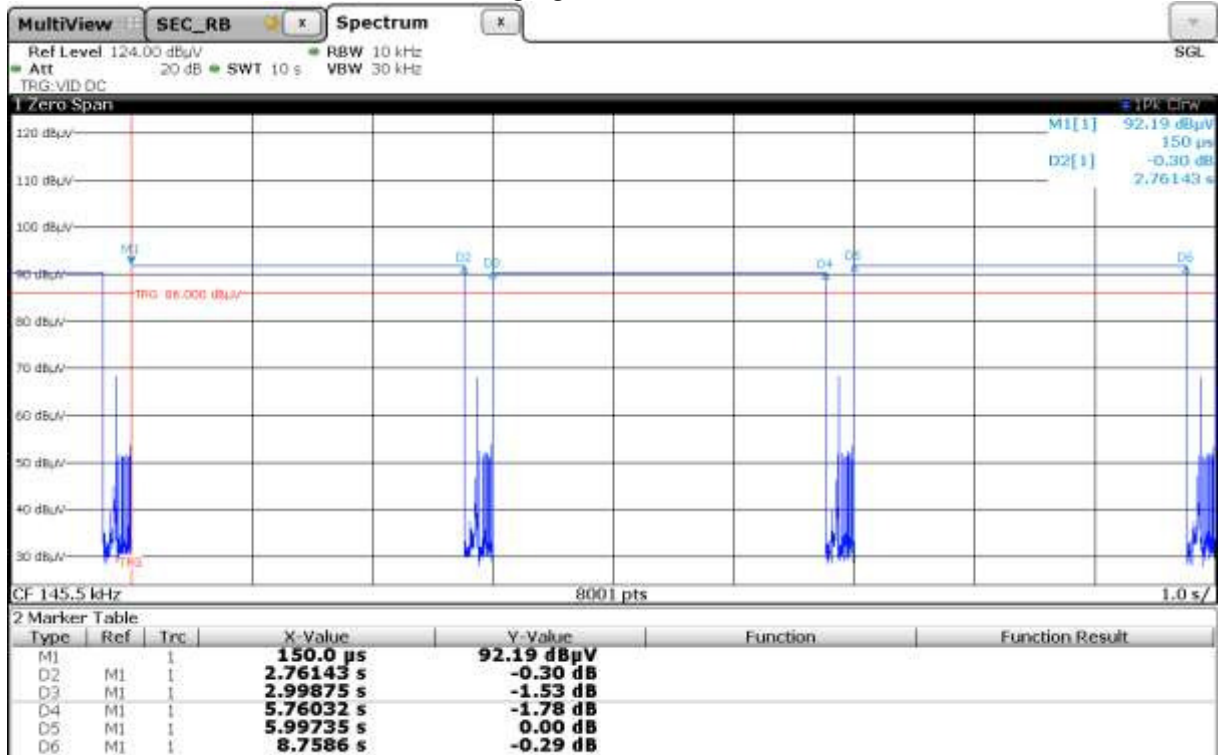 MultiView SEC_RB x Spectrum x
Ref Level 124.00 dBµV RBW 10 kHz SGL
Att 20 dB SWT 10 s VBW 30 kHz
TRG:VID DC
1 Zero Span 1Pk Clrw
M1[1] 92.19 dBµV
150 µs
D2[1] -0.30 dB
2.76143 s
120 dBµV
110 dBµV
100 dBµV
M1 D2 D3 D4 D5 D6
90 dBµV
TRG 86.000 dBµV
80 dBµV
70 dBµV
60 dBµV
50 dBµV
40 dBµV
30 dBµV
TRG
CF 145.5 kHz 8001 pts 1.0 s/
2 Marker Table
Type Ref Trc X-Value Y-Value Function Function Result
M1 1 150.0 µs 92.19 dBµV
D2 M1 1 2.76143 s -0.30 dB
D3 M1 1 2.99875 s -1.53 dB
D4 M1 1 5.76032 s -1.78 dB
D5 M1 1 5.99735 s 0.00 dB
D6 M1 1 8.7586 s -0.29 dB